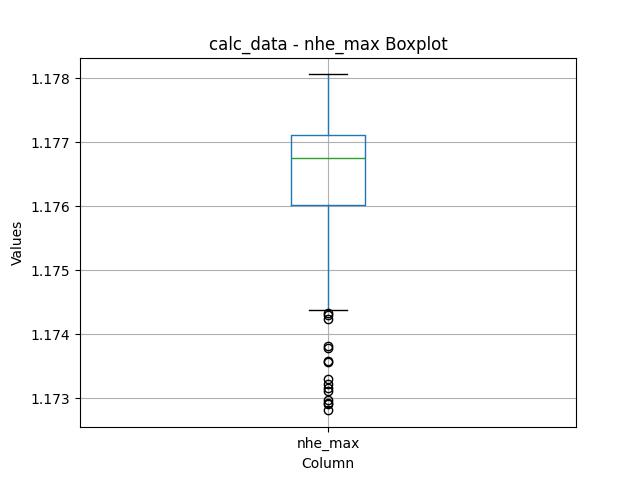 calc_data - nhe_max Boxplot
1.178
1.177
1.176
1.175
1.174
1.173
Values
nhe_max
Column